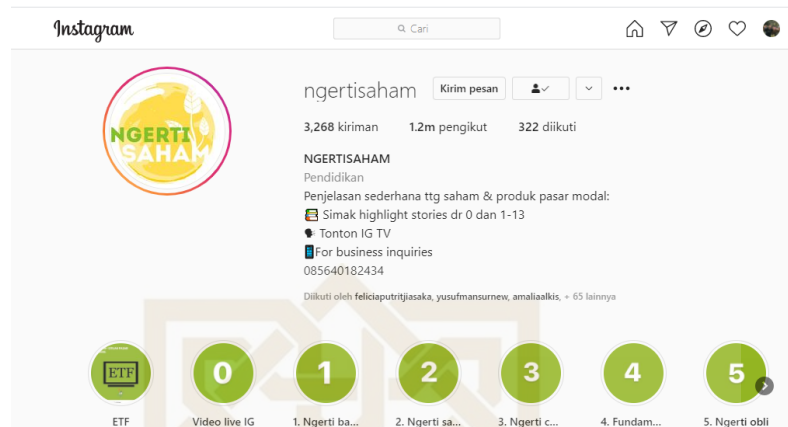 Instagram
Cari
ngertisaham Kirim pesan
3,268 kiriman 1.2m pengikut 322 diikuti
NGERTI
SAHAM
NGERTISAHAM
Pendidikan
Penjelasan sederhana ttg saham & produk pasar modal:
📚 Simak highlight stories dr 0 dan 1-13
🗣 Tonton IG TV
📱For business inquiries
085640182434
Diikuti oleh feliciaputritjiasaka, yusufmansurnew, amaliaalkis, + 65 lainnya
ETF 0 1 2 3 4 5
ETF Video live IG 1. Ngerti ba... 2. Ngerti sa... 3. Ngerti c... 4. Fundam... 5. Ngerti obli